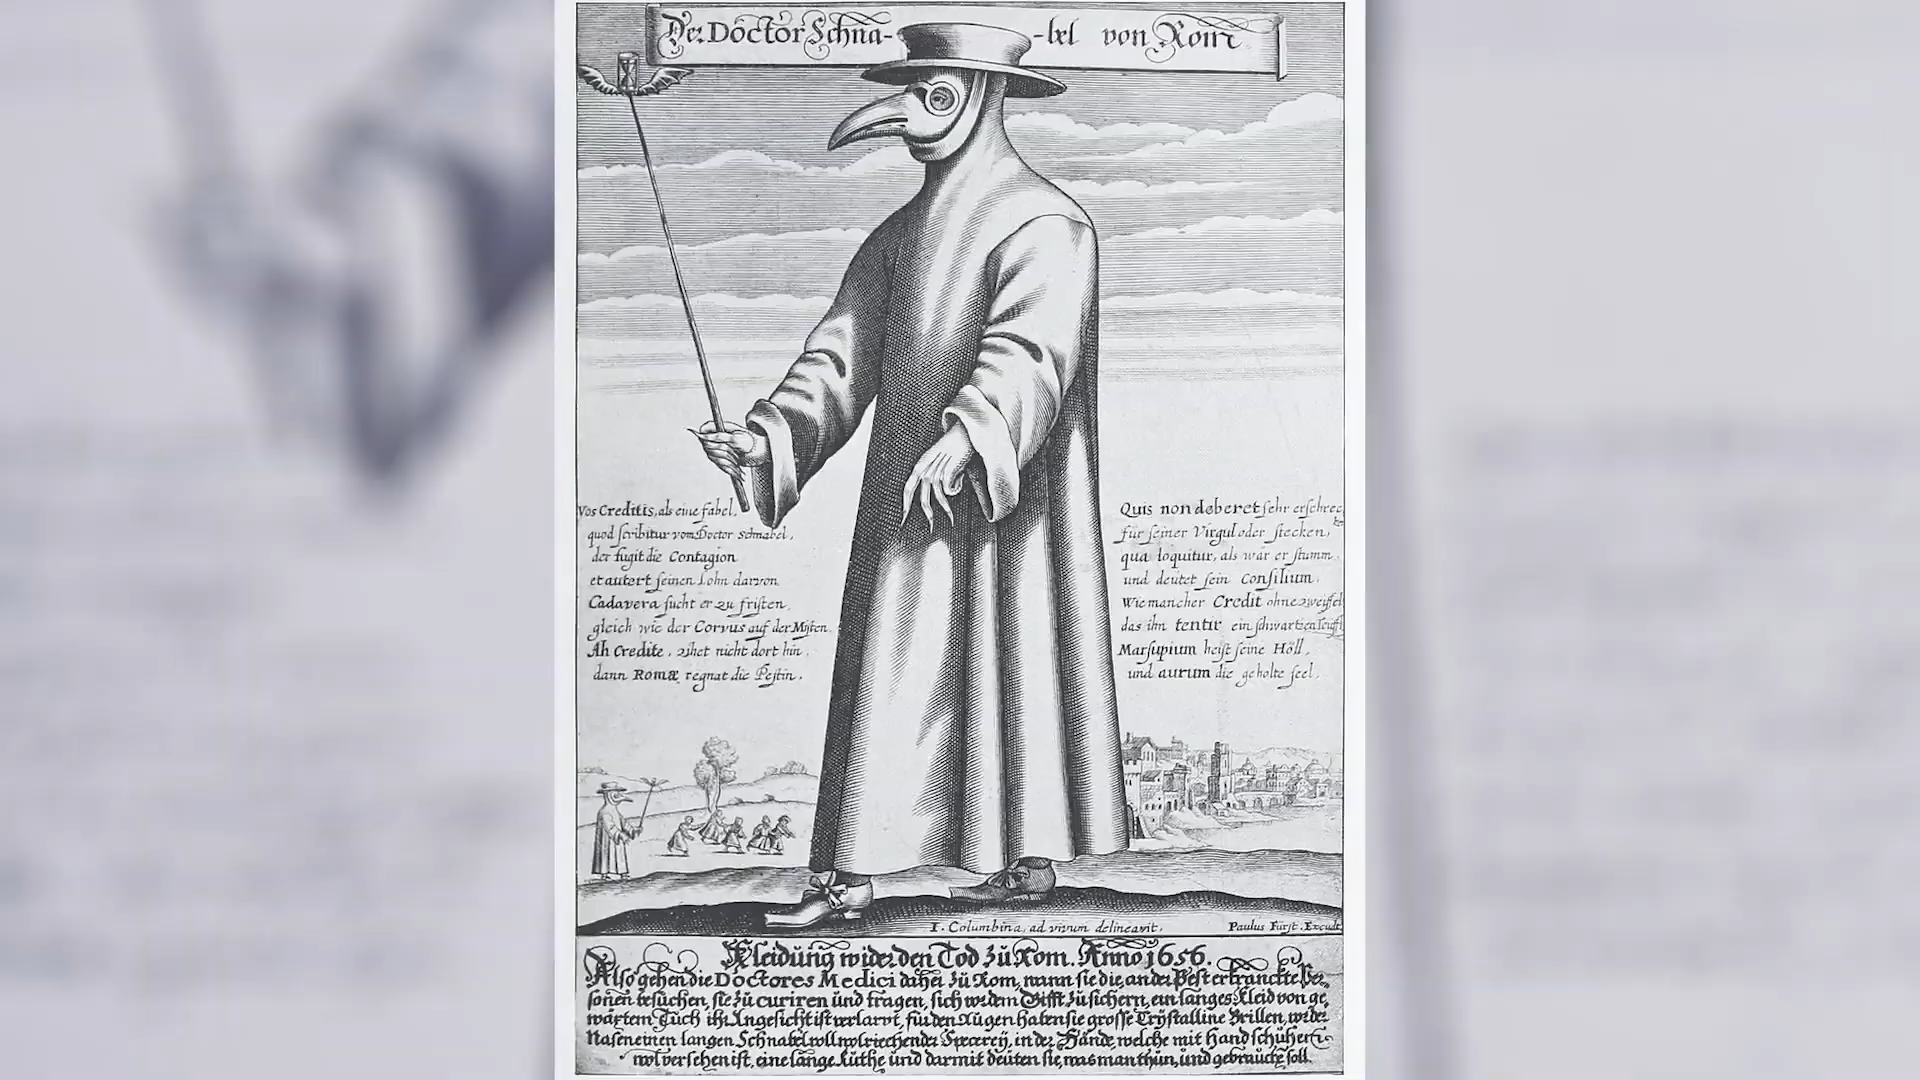 Der Doctor Schna-
-bel von Rom
Vos Creditis, als eine fabel,
quod scribitur vom Doctor Schnabel,
der fugit die Contagion
et aufert seinen Lohn darvon
Cadavera sucht er zu fristen,
gleich wie der Corvus auf der Misten.
Ah Credite, zihet nicht dort hin,
dann Romæ regnat die Pestin.
Quis non deberet sehr erschrec
ken
für seiner Virgul oder stecken,
qua loquitur, als wär er stumm,
und deutet sein Consilium.
Wie mancher Credit ohne zweiffel
das ihn tentir ein schwartzen
Marsupium heist seine Höll,
und aurum die geholte seel.
I. Columbina, ad vivum delineavit.
Paulus Fürst Excudt
Kleidung wider den Tod zu Rom. Anno 1656.
Also gehen die Doctores Medici daher zu Rom, wann sie die an der Pest erkranckte Per-
sonen besuchen, sie zu curiren und tragen, sich widem Gifft zu sichern, ein langes Kleid von ge-
wäxtem Tuch ihr Angesicht ist verlarvt, für den Augen haben sie grosse Crystalline Brillen, wider
Nasen einen langen Schnabel voll wolriechender Specerey, in der Hände, welche mit Handschuhen
wol versehen ist, eine lange Ruthe und darmit deuten sie, was man thun, und gebrauche soll.